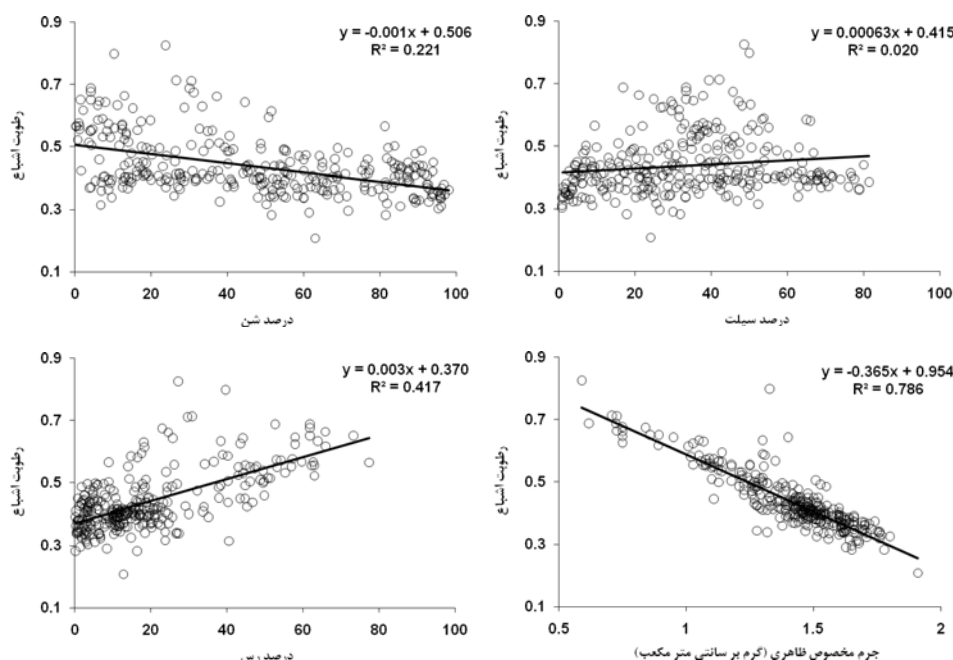 0.9
0.7
0.5
0.3
0.1
رطوبت اشباع
y = -0.001x + 0.506
R² = 0.221
0 20 40 60 80 100
درصد شن
0.9
0.7
0.5
0.3
0.1
رطوبت اشباع
y = 0.00063x + 0.415
R² = 0.020
0 20 40 60 80 100
درصد سیلت
0.9
0.7
0.5
0.3
0.1
رطوبت اشباع
y = 0.003x + 0.370
R² = 0.417
0 20 40 60 80 100
درصد رس
0.9
0.7
0.5
0.3
0.1
رطوبت اشباع
y = -0.365x + 0.954
R² = 0.786
0.5 1 1.5 2
جرم مخصوص ظاهری (گرم بر سانتی متر مکعب)